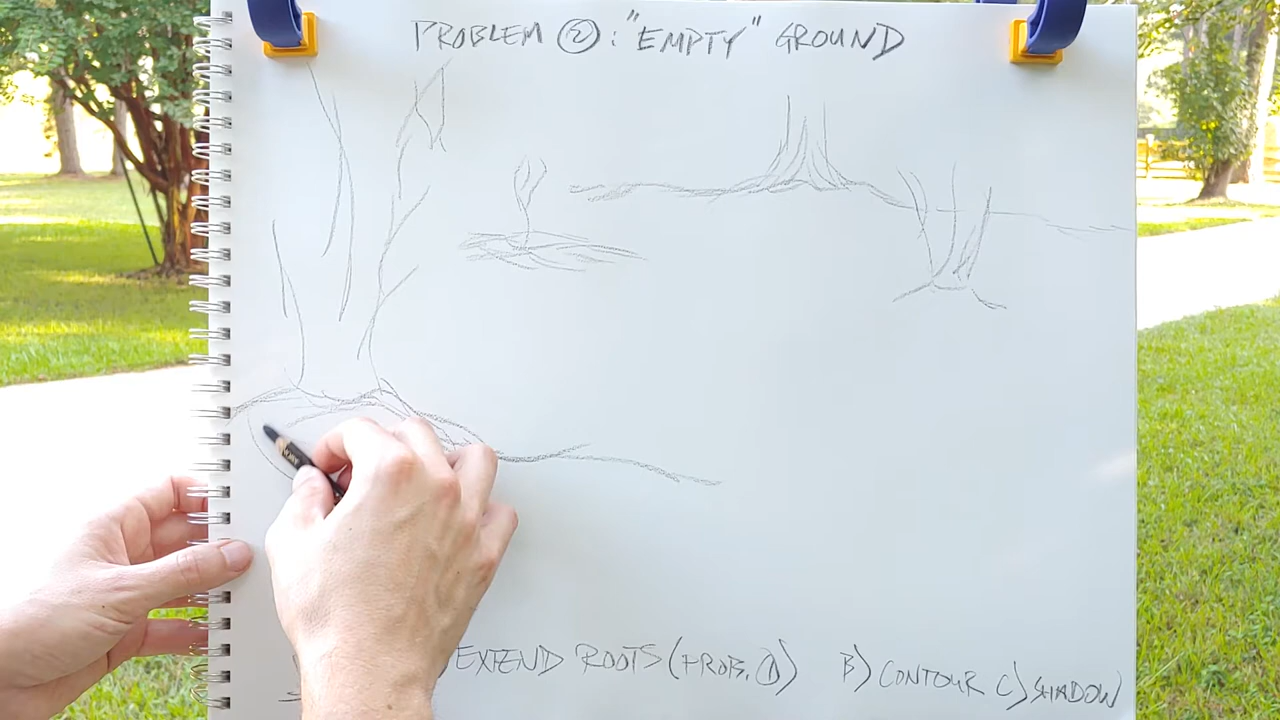 PROBLEM ②: "EMPTY" GROUND
EXTEND ROOTS (PROB. ①) B) CONTOUR C) SHADOW